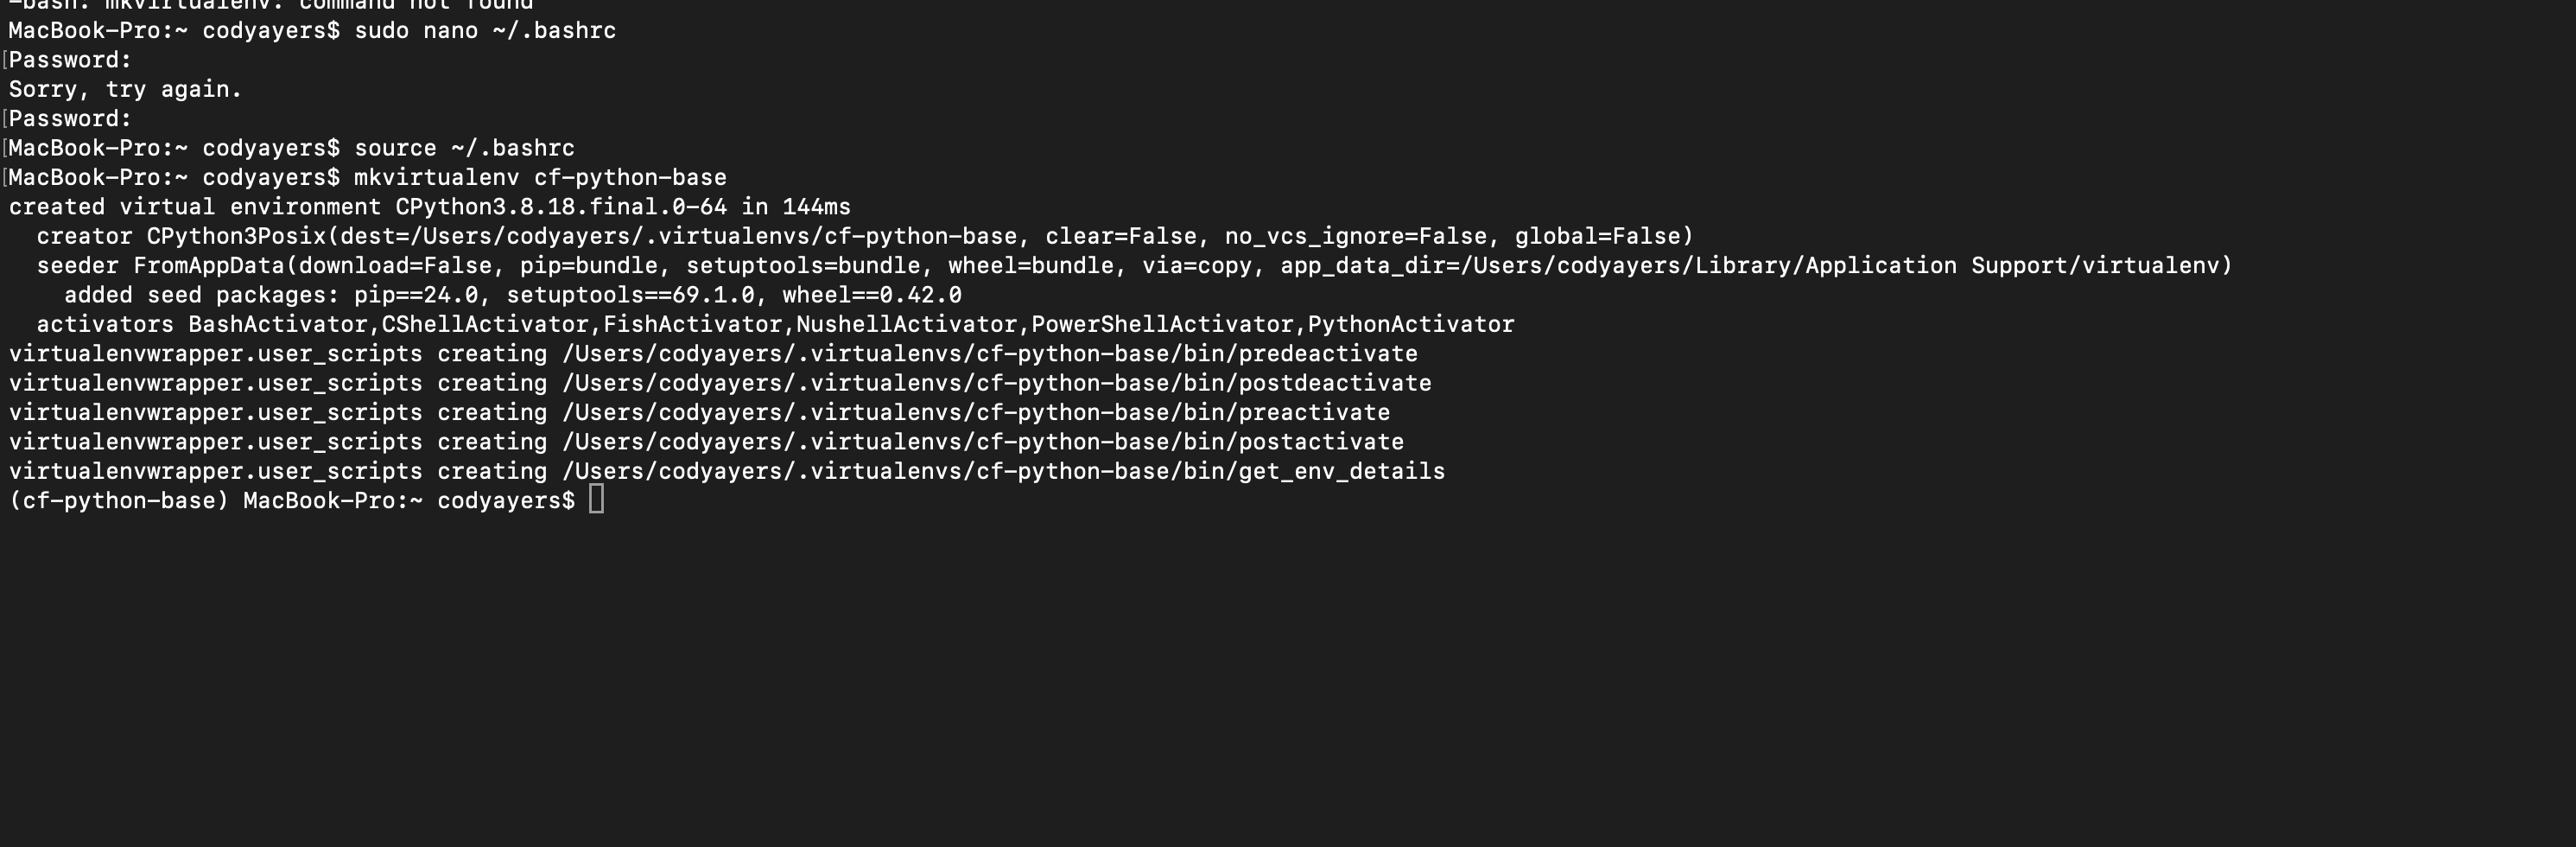 -bash: mkvirtualenv: command not found
MacBook-Pro:~ codyayers$ sudo nano ~/.bashrc
[Password:
Sorry, try again.
[Password:
[MacBook-Pro:~ codyayers$ source ~/.bashrc
[MacBook-Pro:~ codyayers$ mkvirtualenv cf-python-base
created virtual environment CPython3.8.18.final.0-64 in 144ms
  creator CPython3Posix(dest=/Users/codyayers/.virtualenvs/cf-python-base, clear=False, no_vcs_ignore=False, global=False)
  seeder FromAppData(download=False, pip=bundle, setuptools=bundle, wheel=bundle, via=copy, app_data_dir=/Users/codyayers/Library/Application Support/virtualenv)
    added seed packages: pip==24.0, setuptools==69.1.0, wheel==0.42.0
  activators BashActivator,CShellActivator,FishActivator,NushellActivator,PowerShellActivator,PythonActivator
virtualenvwrapper.user_scripts creating /Users/codyayers/.virtualenvs/cf-python-base/bin/predeactivate
virtualenvwrapper.user_scripts creating /Users/codyayers/.virtualenvs/cf-python-base/bin/postdeactivate
virtualenvwrapper.user_scripts creating /Users/codyayers/.virtualenvs/cf-python-base/bin/preactivate
virtualenvwrapper.user_scripts creating /Users/codyayers/.virtualenvs/cf-python-base/bin/postactivate
virtualenvwrapper.user_scripts creating /Users/codyayers/.virtualenvs/cf-python-base/bin/get_env_details
(cf-python-base) MacBook-Pro:~ codyayers$